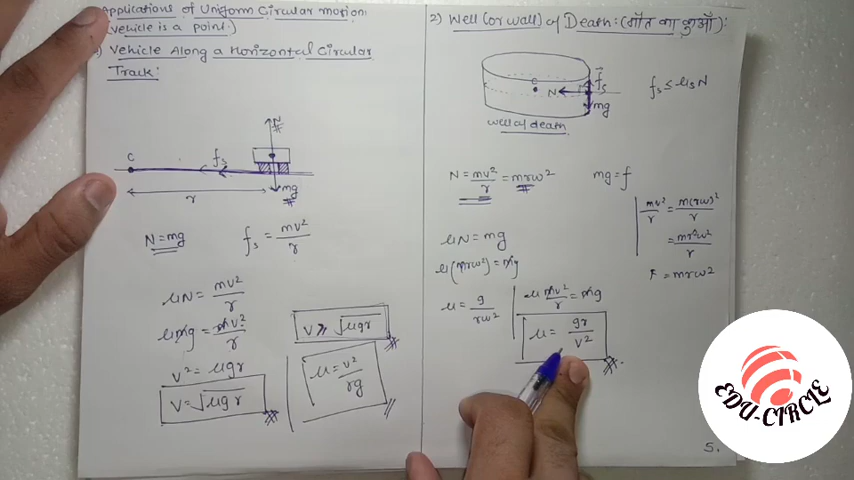 Applications of Uniform Circular motion
(vehicle is a point.)
) Vehicle Along a Horizontal Circular
Track:
N
C
fs
mg
r
N = mg
fs = mv²/r
μN = mv²/r
μmg = mv²/r
v² = μgr
v = √μgr
v ⩾ √μgr
μ = v²/rg
2) Well (or wall) of Death: (मौत का कुआँ):
C
N
fs
mg
fs ≤ μsN
well of death
N = mv²/r = mrω²
mg = f
μN = mg
μ(mrω²) = mg
μ = g/rω²
μmv²/r = mg
μ = gr/v²
mv²/r = m(rω)²/r
= mr²ω²/r
F = mrω²
5.
EDU-CIRCLE